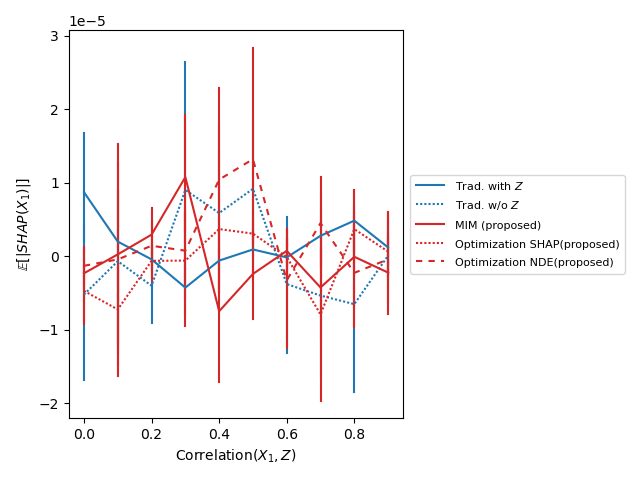 1e−5
3
2
1
0
−1
−2
𝔼[|SHAP(X₁)|]
0.0 0.2 0.4 0.6 0.8
Correlation(X₁, Z)
Trad. with Z
Trad. w/o Z
MIM (proposed)
Optimization SHAP(proposed)
Optimization NDE(proposed)